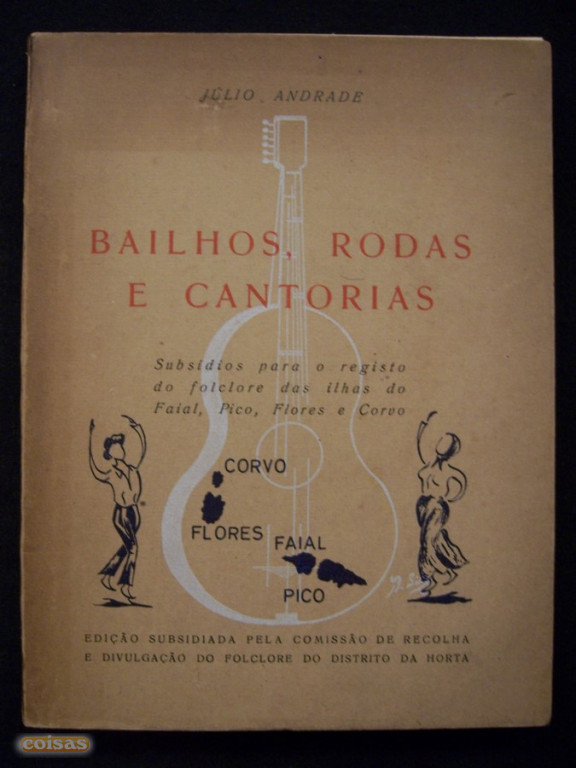 JÚLIO ANDRADE
BAILHOS, RODAS
E CANTORIAS
Subsídios para o registo
do folclore das ilhas do
Faial, Pico, Flores e Corvo
CORVO
FLORES
FAIAL
PICO
EDIÇÃO SUBSIDIADA PELA COMISSÃO DE RECOLHA
E DIVULGAÇÃO DO FOLCLORE DO DISTRITO DA HORTA
coisas